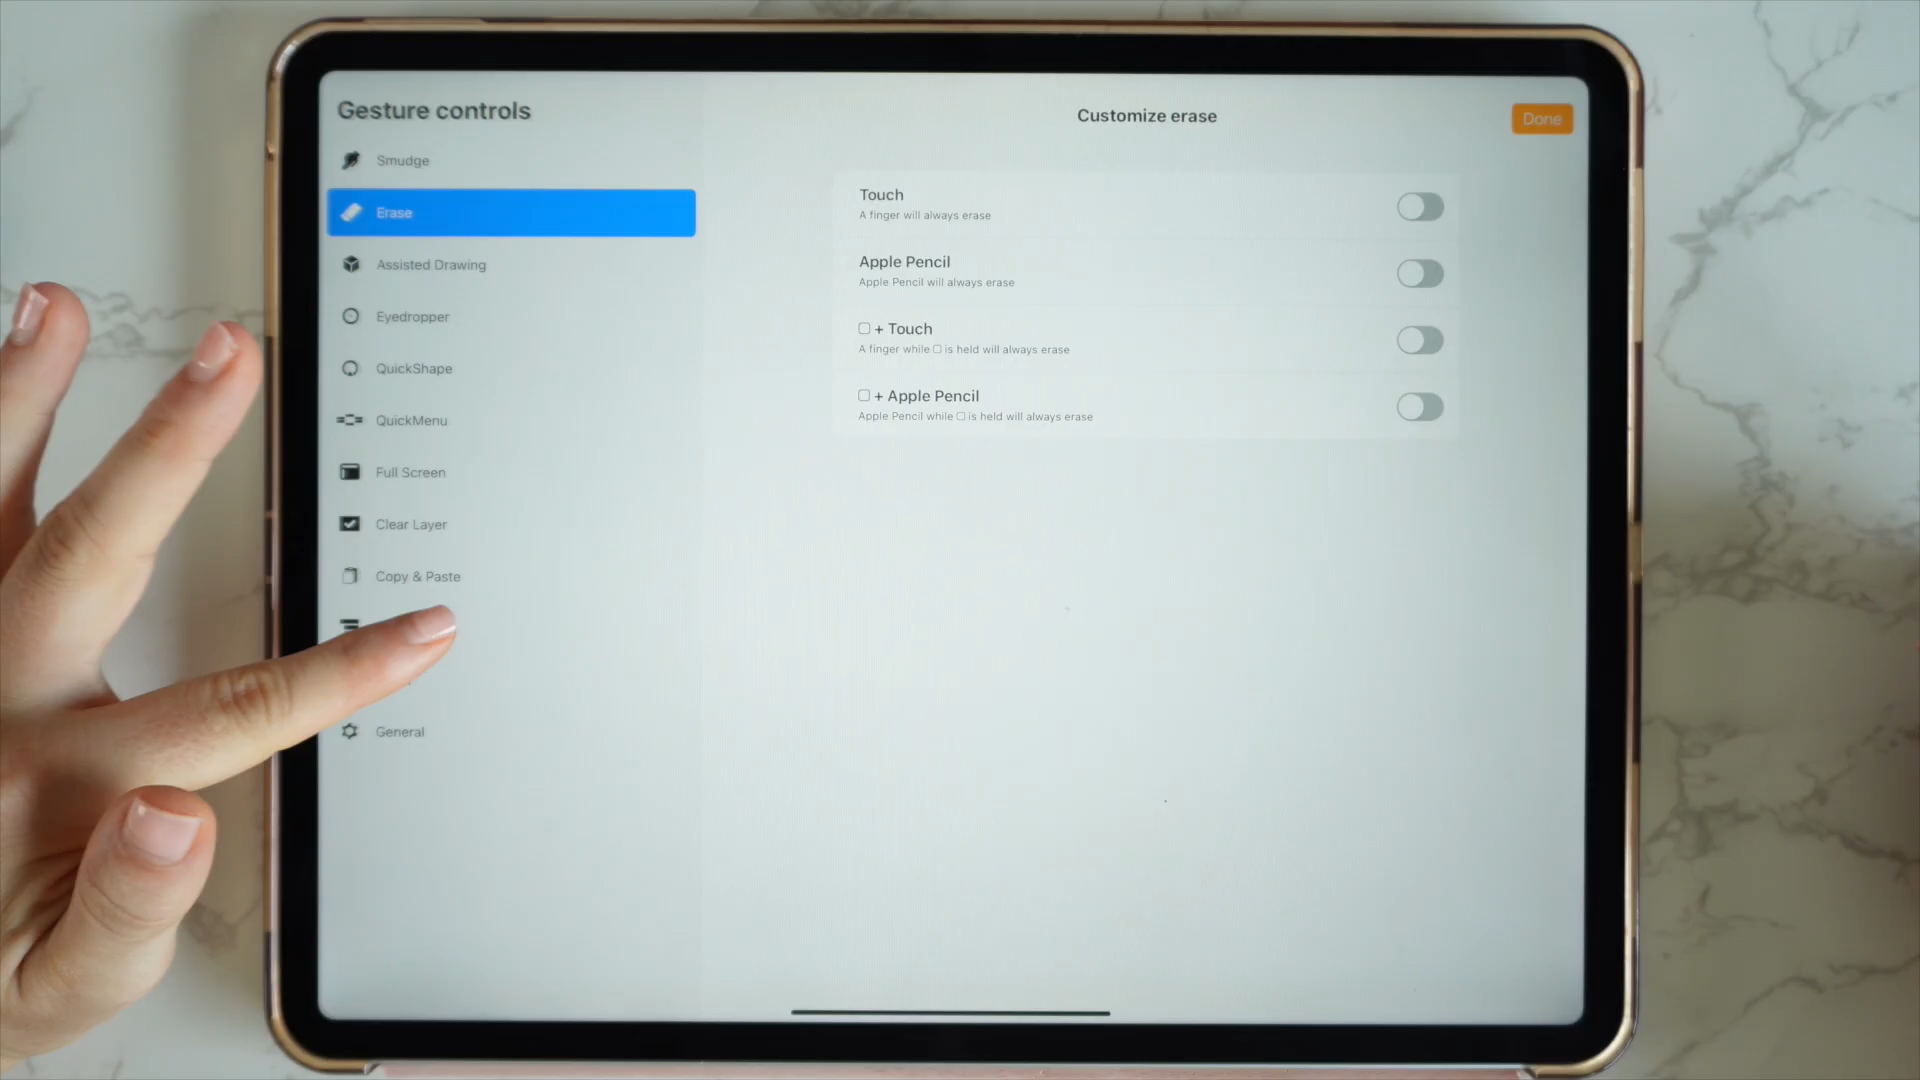 Gesture controls
Smudge
Erase
Assisted Drawing
Eyedropper
QuickShape
QuickMenu
Full Screen
Clear Layer
Copy & Paste
General
Customize erase
Done
Touch
A finger will always erase
Apple Pencil
Apple Pencil will always erase
▢ + Touch
A finger while ▢ is held will always erase
▢ + Apple Pencil
Apple Pencil while ▢ is held will always erase